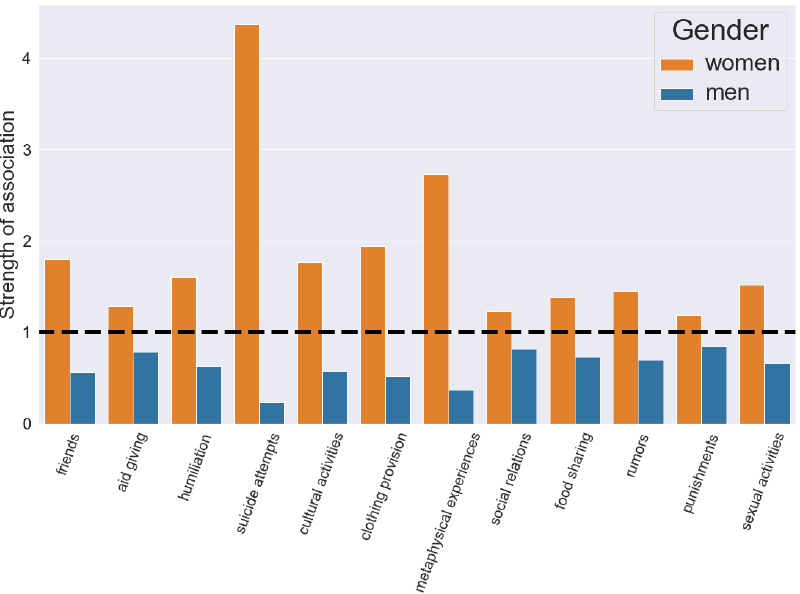 Gender
women
men
Strength of association
4
3
2
1
0
friends
aid giving
humiliation
suicide attempts
cultural activities
clothing provision
metaphysical experiences
social relations
food sharing
rumors
punishments
sexual activities